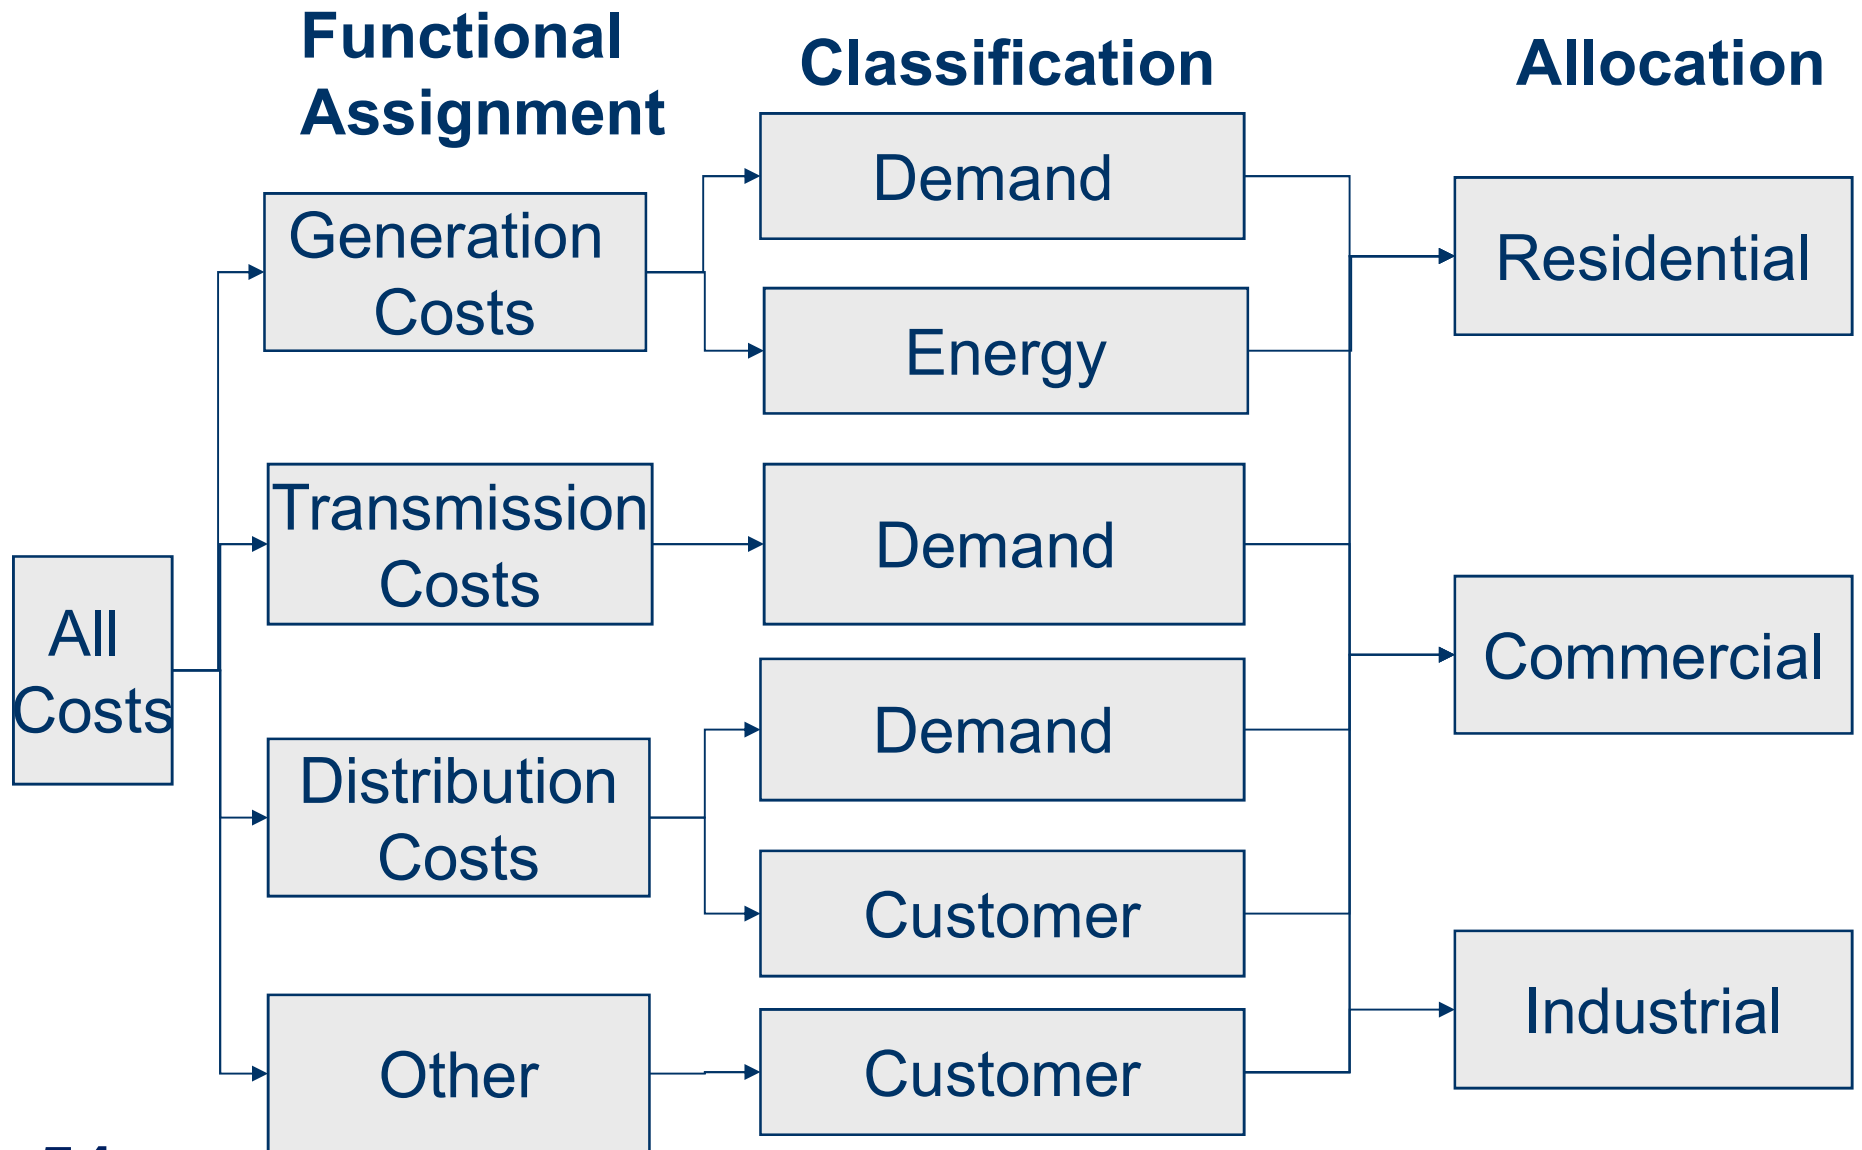 Functional
Assignment
Classification
Allocation
Demand
Generation
Costs
Residential
Energy
Transmission
Costs
Demand
All
Costs
Commercial
Demand
Distribution
Costs
Customer
Industrial
Other
Customer